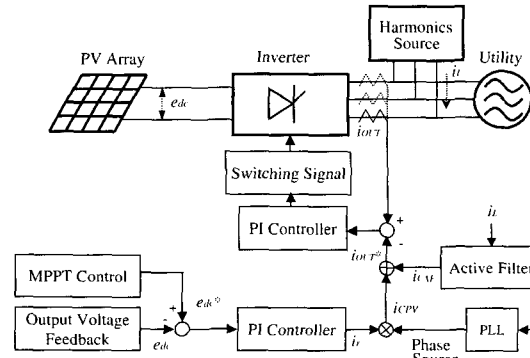 Harmonics
Source
PV Array
Inverter
Utility
edc
iL
iOUT
Switching Signal
PI Controller
+
-
iOUT*
iL
MPPT Control
iCAF
Active Filter
+
edc*
iCPV
Output Voltage
Feedback
-
edc
PI Controller
ir
Phase
Source
PLL